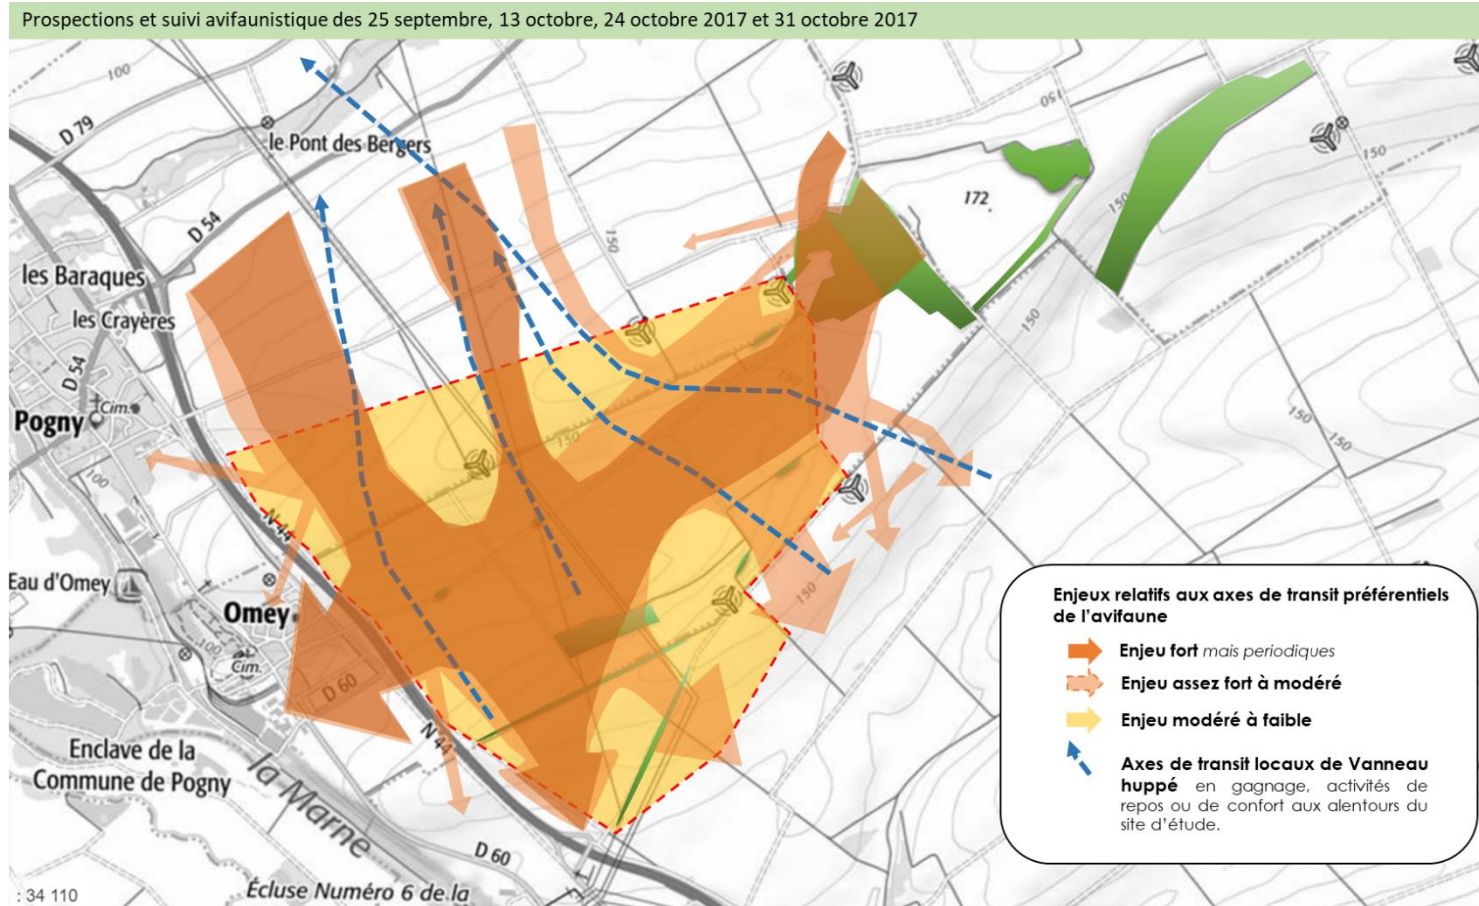 Prospections et suivi avifaunistique des 25 septembre, 13 octobre, 24 octobre 2017 et 31 octobre 2017
100
D 79
le Pont des Bergers
150
150
172
150
D 54
150
les Baraques
les Crayères
150
D 54
Cim.
Pogny
150
150
150
150
150
100
N 44
Eau d'Omey
Omey
150
100
Cim.
D 60
N 44
Enclave de la
Commune de Pogny
la Marne
D 60
Écluse Numéro 6 de la
: 34 110
Enjeux relatifs aux axes de transit préférentiels
de l'avifaune
Enjeu fort mais periodiques
Enjeu assez fort à modéré
Enjeu modéré à faible
Axes de transit locaux de Vanneau
huppé en gagnage, activités de
repos ou de confort aux alentours du
site d'étude.